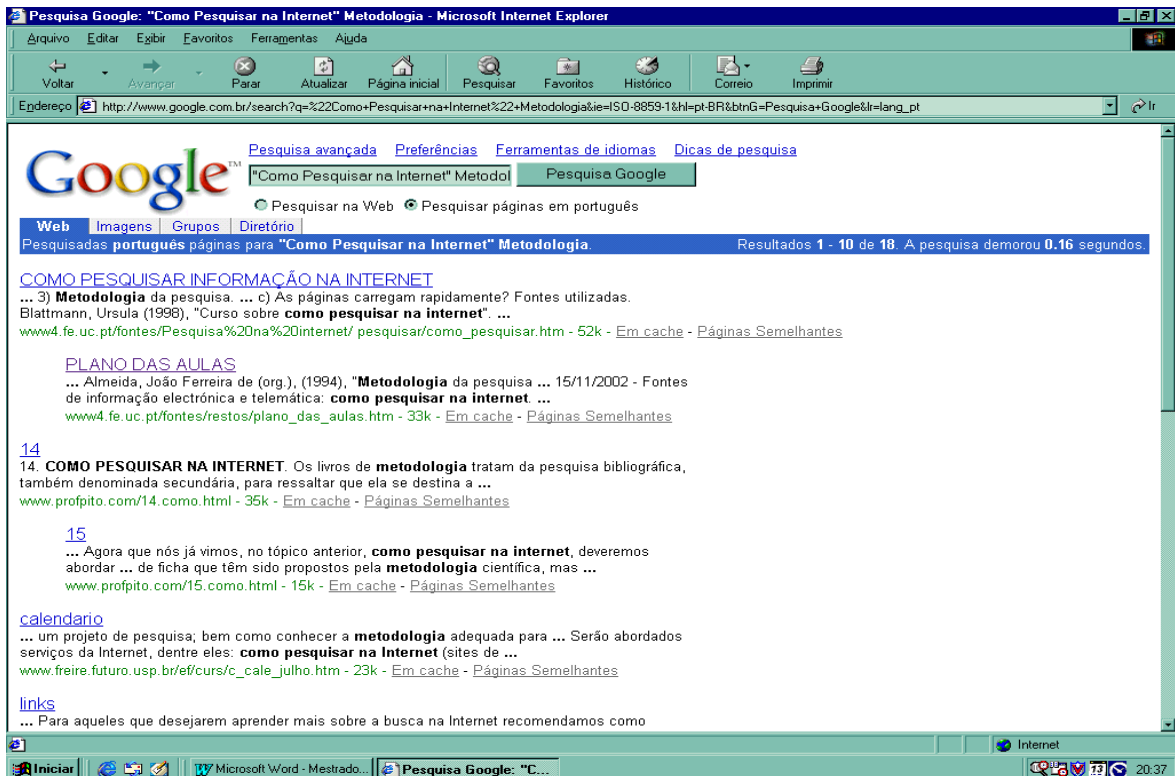 Pesquisa Google: "Como Pesquisar na Internet" Metodologia - Microsoft Internet Explorer
Arquivo Editar Exibir Favoritos Ferramentas Ajuda
Voltar Avançar Parar Atualizar Página inicial Pesquisar Favoritos Histórico Correio Imprimir
Endereço http://www.google.com.br/search?q=%22Como+Pesquisar+na+Internet%22+Metodologia&ie=ISO-8859-1&hl=pt-BR&btnG=Pesquisa+Google&lr=lang_pt Ir
Google™
Pesquisa avançada Preferências Ferramentas de idiomas Dicas de pesquisa
"Como Pesquisar na Internet" Metodol Pesquisa Google
Pesquisar na Web Pesquisar páginas em português
Web Imagens Grupos Diretório
Pesquisadas português páginas para "Como Pesquisar na Internet" Metodologia. Resultados 1 - 10 de 18. A pesquisa demorou 0.16 segundos.
COMO PESQUISAR INFORMAÇÃO NA INTERNET
... 3) Metodologia da pesquisa. ... c) As páginas carregam rapidamente? Fontes utilizadas.
Blattmann, Ursula (1998), "Curso sobre como pesquisar na internet". ...
www4.fe.uc.pt/fontes/Pesquisa%20na%20internet/ pesquisar/como_pesquisar.htm - 52k - Em cache - Páginas Semelhantes
PLANO DAS AULAS
... Almeida, João Ferreira de (org.), (1994), "Metodologia da pesquisa ... 15/11/2002 - Fontes
de informação electrónica e telemática: como pesquisar na internet. ...
www4.fe.uc.pt/fontes/restos/plano_das_aulas.htm - 33k - Em cache - Páginas Semelhantes
14
14. COMO PESQUISAR NA INTERNET. Os livros de metodologia tratam da pesquisa bibliográfica,
também denominada secundária, para ressaltar que ela se destina a ...
www.profpito.com/14.como.html - 35k - Em cache - Páginas Semelhantes
15
... Agora que nós já vimos, no tópico anterior, como pesquisar na internet, deveremos
abordar ... de ficha que têm sido propostos pela metodologia científica, mas ...
www.profpito.com/15.como.html - 15k - Em cache - Páginas Semelhantes
calendario
... um projeto de pesquisa; bem como conhecer a metodologia adequada para ... Serão abordados
serviços da Internet, dentre eles: como pesquisar na Internet (sites de ...
www.freire.futuro.usp.br/ef/curs/c_cale_julho.htm - 23k - Em cache - Páginas Semelhantes
links
... Para aqueles que desejarem aprender mais sobre a busca na Internet recomendamos como
Internet
Iniciar Microsoft Word - Mestrado... Pesquisa Google: "C... 13 20:37